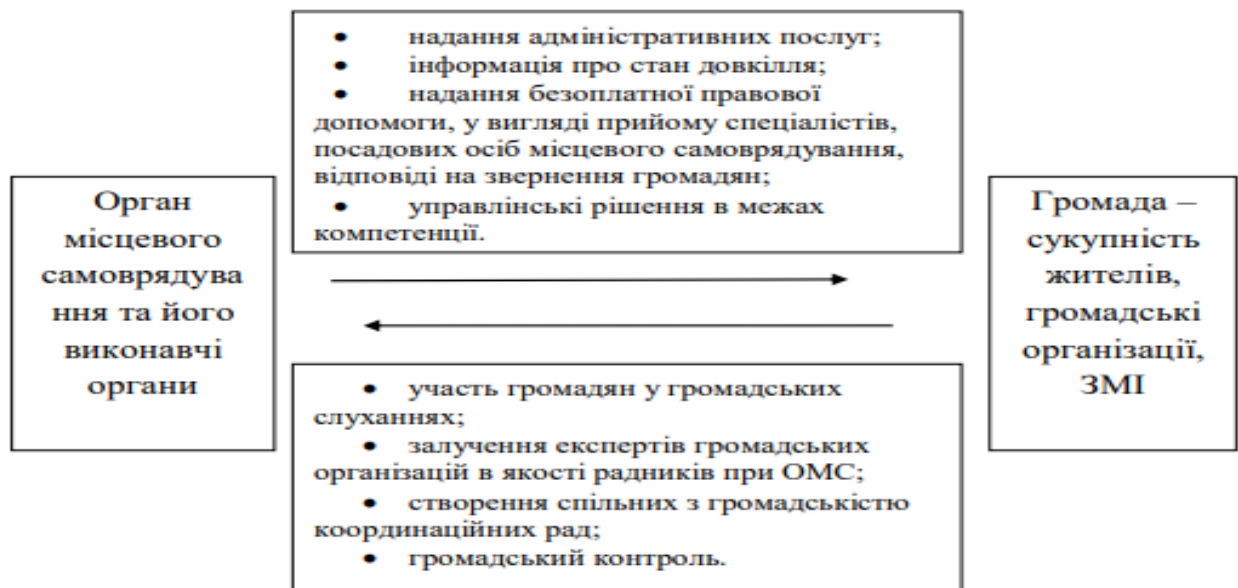 • надання адміністративних послуг;
• інформація про стан довкілля;
• надання безоплатної правової
допомоги, у вигляді прийому спеціалістів,
посадових осіб місцевого самоврядування,
відповіді на звернення громадян;
• управлінські рішення в межах
компетенції.
Орган
місцевого
самоврядува
ння та його
виконавчі
органи
Громада –
сукупність
жителів,
громадські
організації,
ЗМІ
• участь громадян у громадських
слуханнях;
• залучення експертів громадських
організацій в якості радників при ОМС;
• створення спільних з громадськістю
координаційних рад;
• громадський контроль.